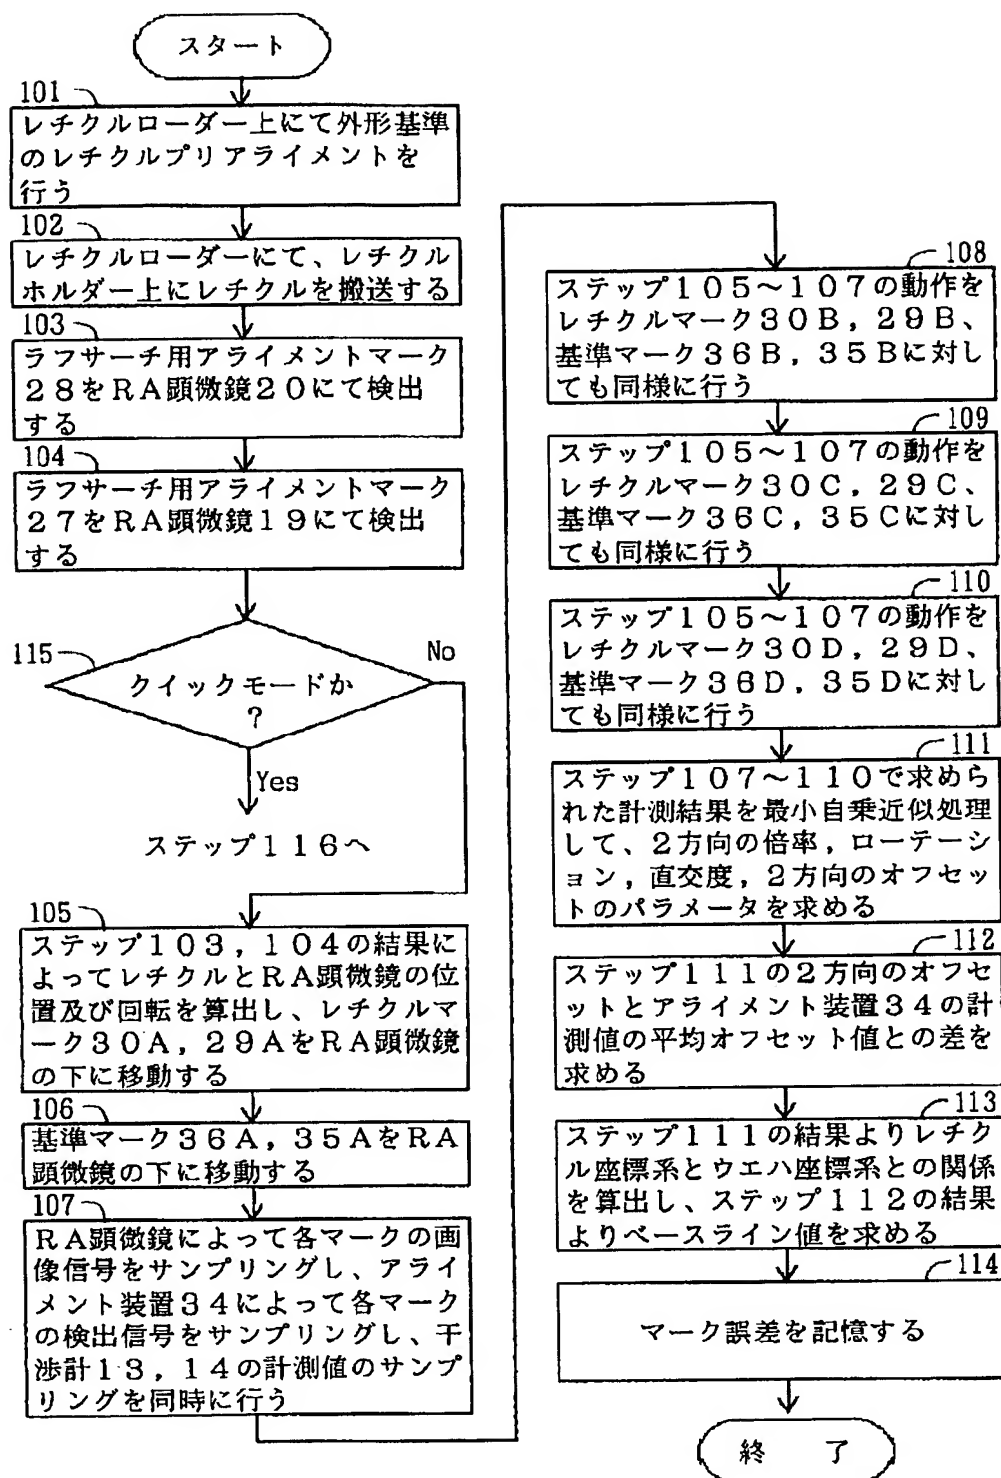 スタート
101
レチクルローダー上にて外形基準
のレチクルプリアライメントを
行う
102
レチクルローダーにて、レチクル
ホルダー上にレチクルを搬送する
103
ラフサーチ用アライメントマーク
28をRA顕微鏡20にて検出
する
104
ラフサーチ用アライメントマーク
27をRA顕微鏡19にて検出
する
115
クイックモードか
?
No
Yes
ステップ116へ
105
ステップ103,104の結果に
よってレチクルとRA顕微鏡の位
置及び回転を算出し、レチクルマ
ーク30A,29AをRA顕微鏡
の下に移動する
106
基準マーク36A,35AをRA
顕微鏡の下に移動する
107
RA顕微鏡によって各マークの画
像信号をサンプリングし、アライ
メント装置34によって各マーク
の検出信号をサンプリングし、干
渉計13,14の計測値のサンプ
リングを同時に行う
108
ステップ105~107の動作を
レチクルマーク30B,29B、
基準マーク36B,35Bに対し
ても同様に行う
109
ステップ105~107の動作を
レチクルマーク30C,29C、
基準マーク36C,35Cに対し
ても同様に行う
110
ステップ105~107の動作を
レチクルマーク30D,29D、
基準マーク36D,35Dに対し
ても同様に行う
111
ステップ107~110で求めら
れた計測結果を最小自乗近似処理
して、2方向の倍率,ローテーシ
ョン,直交度,2方向のオフセッ
トのパラメータを求める
112
ステップ111の2方向のオフセ
ットとアライメント装置34の計
測値の平均オフセット値との差を
求める
113
ステップ111の結果よりレチク
ル座標系とウエハ座標系との関係
を算出し、ステップ112の結果
よりベースライン値を求める
114
マーク誤差を記憶する
終 了